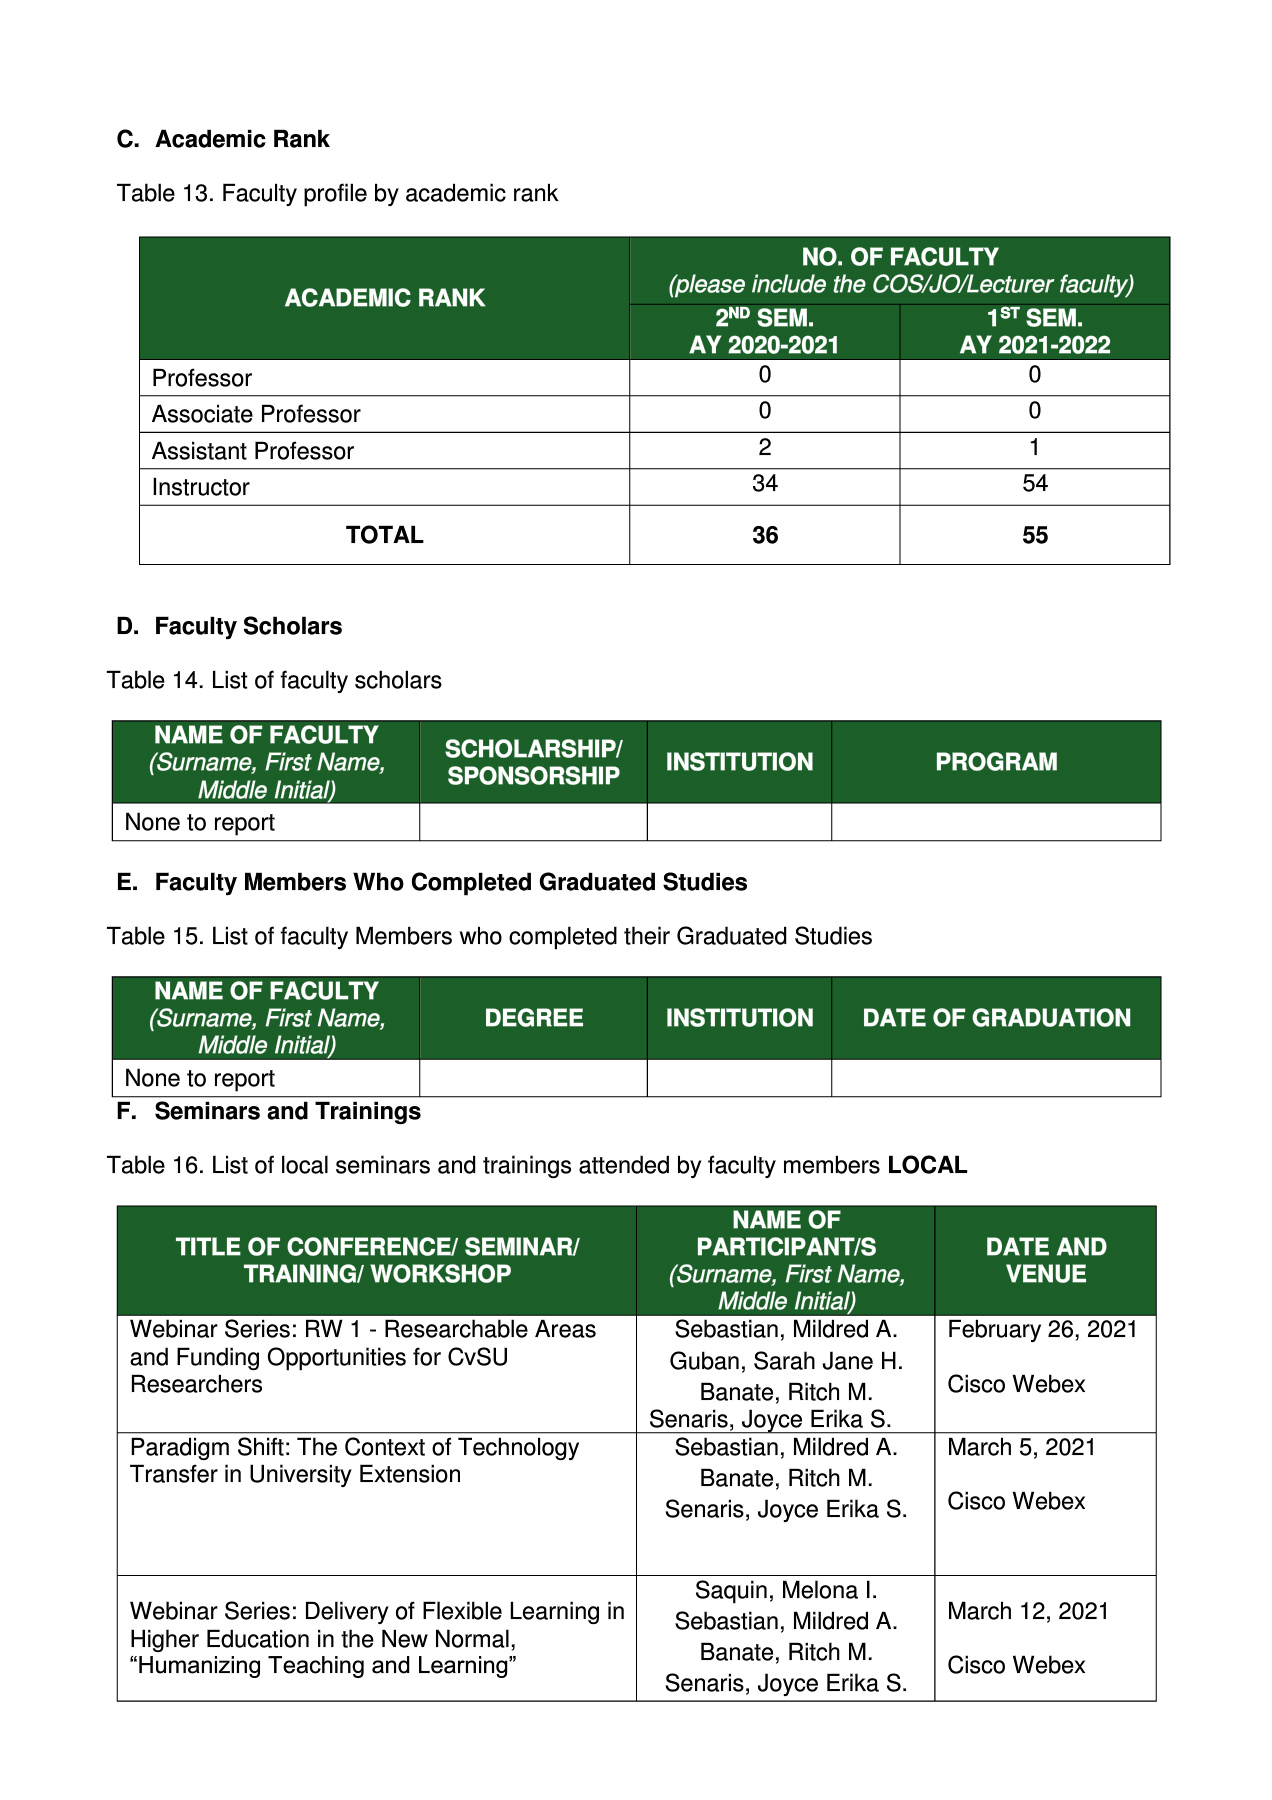 C. Academic Rank
Table 13. Faculty profile by academic rank
ACADEMIC RANK
NO. OF FACULTY
(please include the COS/JO/Lecturer faculty)
2ND SEM.
AY 2020-2021
1ST SEM.
AY 2021-2022
Professor 0 0
Associate Professor 0 0
Assistant Professor 2 1
Instructor 34 54
TOTAL 36 55
D. Faculty Scholars
Table 14. List of faculty scholars
NAME OF FACULTY
(Surname, First Name,
Middle Initial)
SCHOLARSHIP/
SPONSORSHIP
INSTITUTION
PROGRAM
None to report
E. Faculty Members Who Completed Graduated Studies
Table 15. List of faculty Members who completed their Graduated Studies
NAME OF FACULTY
(Surname, First Name,
Middle Initial)
DEGREE
INSTITUTION
DATE OF GRADUATION
None to report
F. Seminars and Trainings
Table 16. List of local seminars and trainings attended by faculty members LOCAL
TITLE OF CONFERENCE/ SEMINAR/
TRAINING/ WORKSHOP
NAME OF
PARTICIPANT/S
(Surname, First Name,
Middle Initial)
DATE AND
VENUE
Webinar Series: RW 1 - Researchable Areas
and Funding Opportunities for CvSU
Researchers
Sebastian, Mildred A.
Guban, Sarah Jane H.
Banate, Ritch M.
Senaris, Joyce Erika S.
February 26, 2021
Cisco Webex
Paradigm Shift: The Context of Technology
Transfer in University Extension
Sebastian, Mildred A.
Banate, Ritch M.
Senaris, Joyce Erika S.
March 5, 2021
Cisco Webex
Webinar Series: Delivery of Flexible Learning in
Higher Education in the New Normal,
“Humanizing Teaching and Learning”
Saquin, Melona I.
Sebastian, Mildred A.
Banate, Ritch M.
Senaris, Joyce Erika S.
March 12, 2021
Cisco Webex